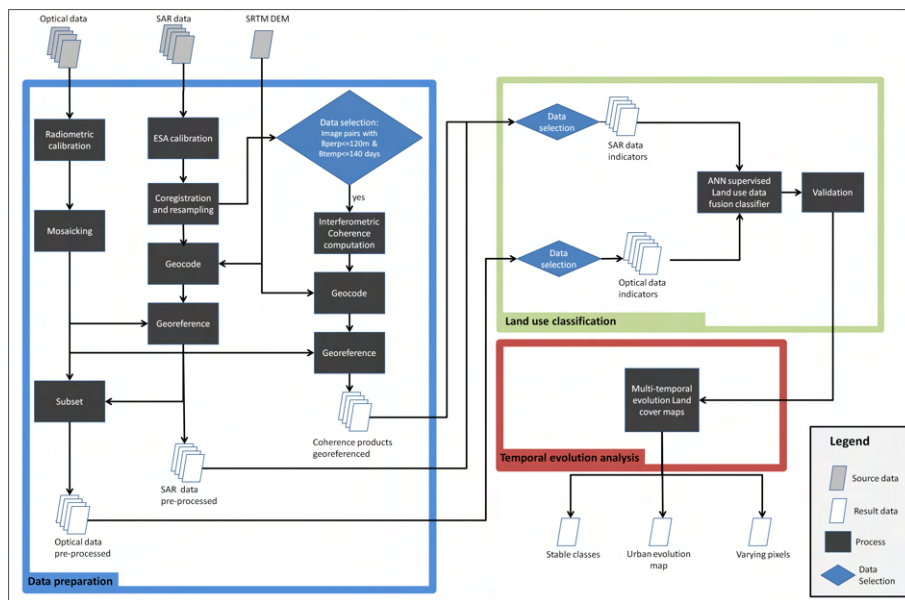 Optical data
SAR data
SRTM DEM
Radiometric
calibration
ESA calibration
Data selection:
Image pairs with
Bperp<=120m &
Btemp<=140 days
Mosaicking
Coregistration
and resampling
yes
Interferometric
Coherence
computation
Geocode
Geocode
Georeference
Georeference
Subset
Coherence products
georeferenced
SAR data
pre-processed
Optical data
pre-processed
Data preparation
Data
selection
SAR data
indicators
ANN supervised
Land use data
fusion classifier
Validation
Data
selection
Optical data
indicators
Land use classification
Multi-temporal
evolution Land
cover maps
Temporal evolution analysis
Stable classes
Urban evolution
map
Varying pixels
Legend
Source data
Result data
Process
Data
Selection